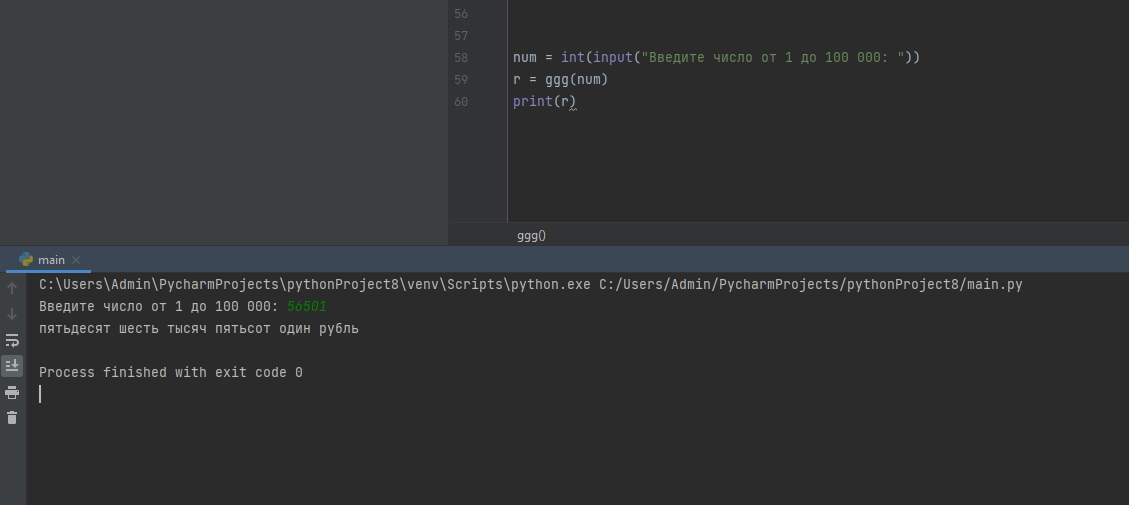 56
57
58 num = int(input("Введите число от 1 до 100 000: "))
59 r = ggg(num)
60 print(r)
ggg()
main
C:\Users\Admin\PycharmProjects\pythonProject8\venv\Scripts\python.exe C:/Users/Admin/PycharmProjects/pythonProject8/main.py
Введите число от 1 до 100 000: 56501
пятьдесят шесть тысяч пятьсот один рубль
Process finished with exit code 0